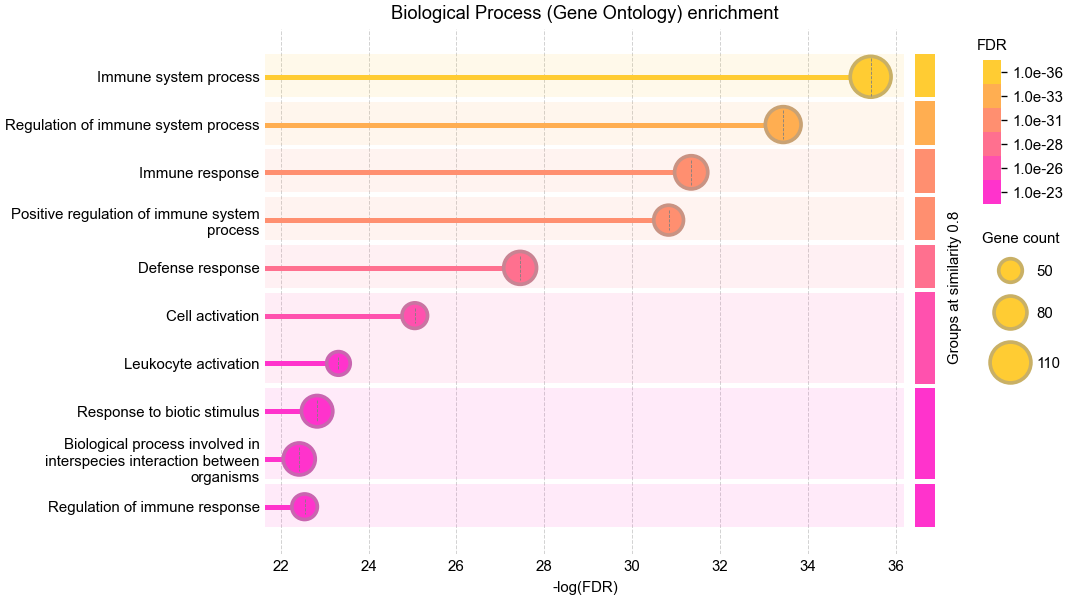 Biological Process (Gene Ontology) enrichment
Immune system process
Regulation of immune system process
Immune response
Positive regulation of immune system
process
Defense response
Cell activation
Leukocyte activation
Response to biotic stimulus
Biological process involved in
interspecies interaction between
organisms
Regulation of immune response
22 24 26 28 30 32 34 36
-log(FDR)
Groups at similarity 0.8
FDR
1.0e-36
1.0e-33
1.0e-31
1.0e-28
1.0e-26
1.0e-23
Gene count
50
80
110